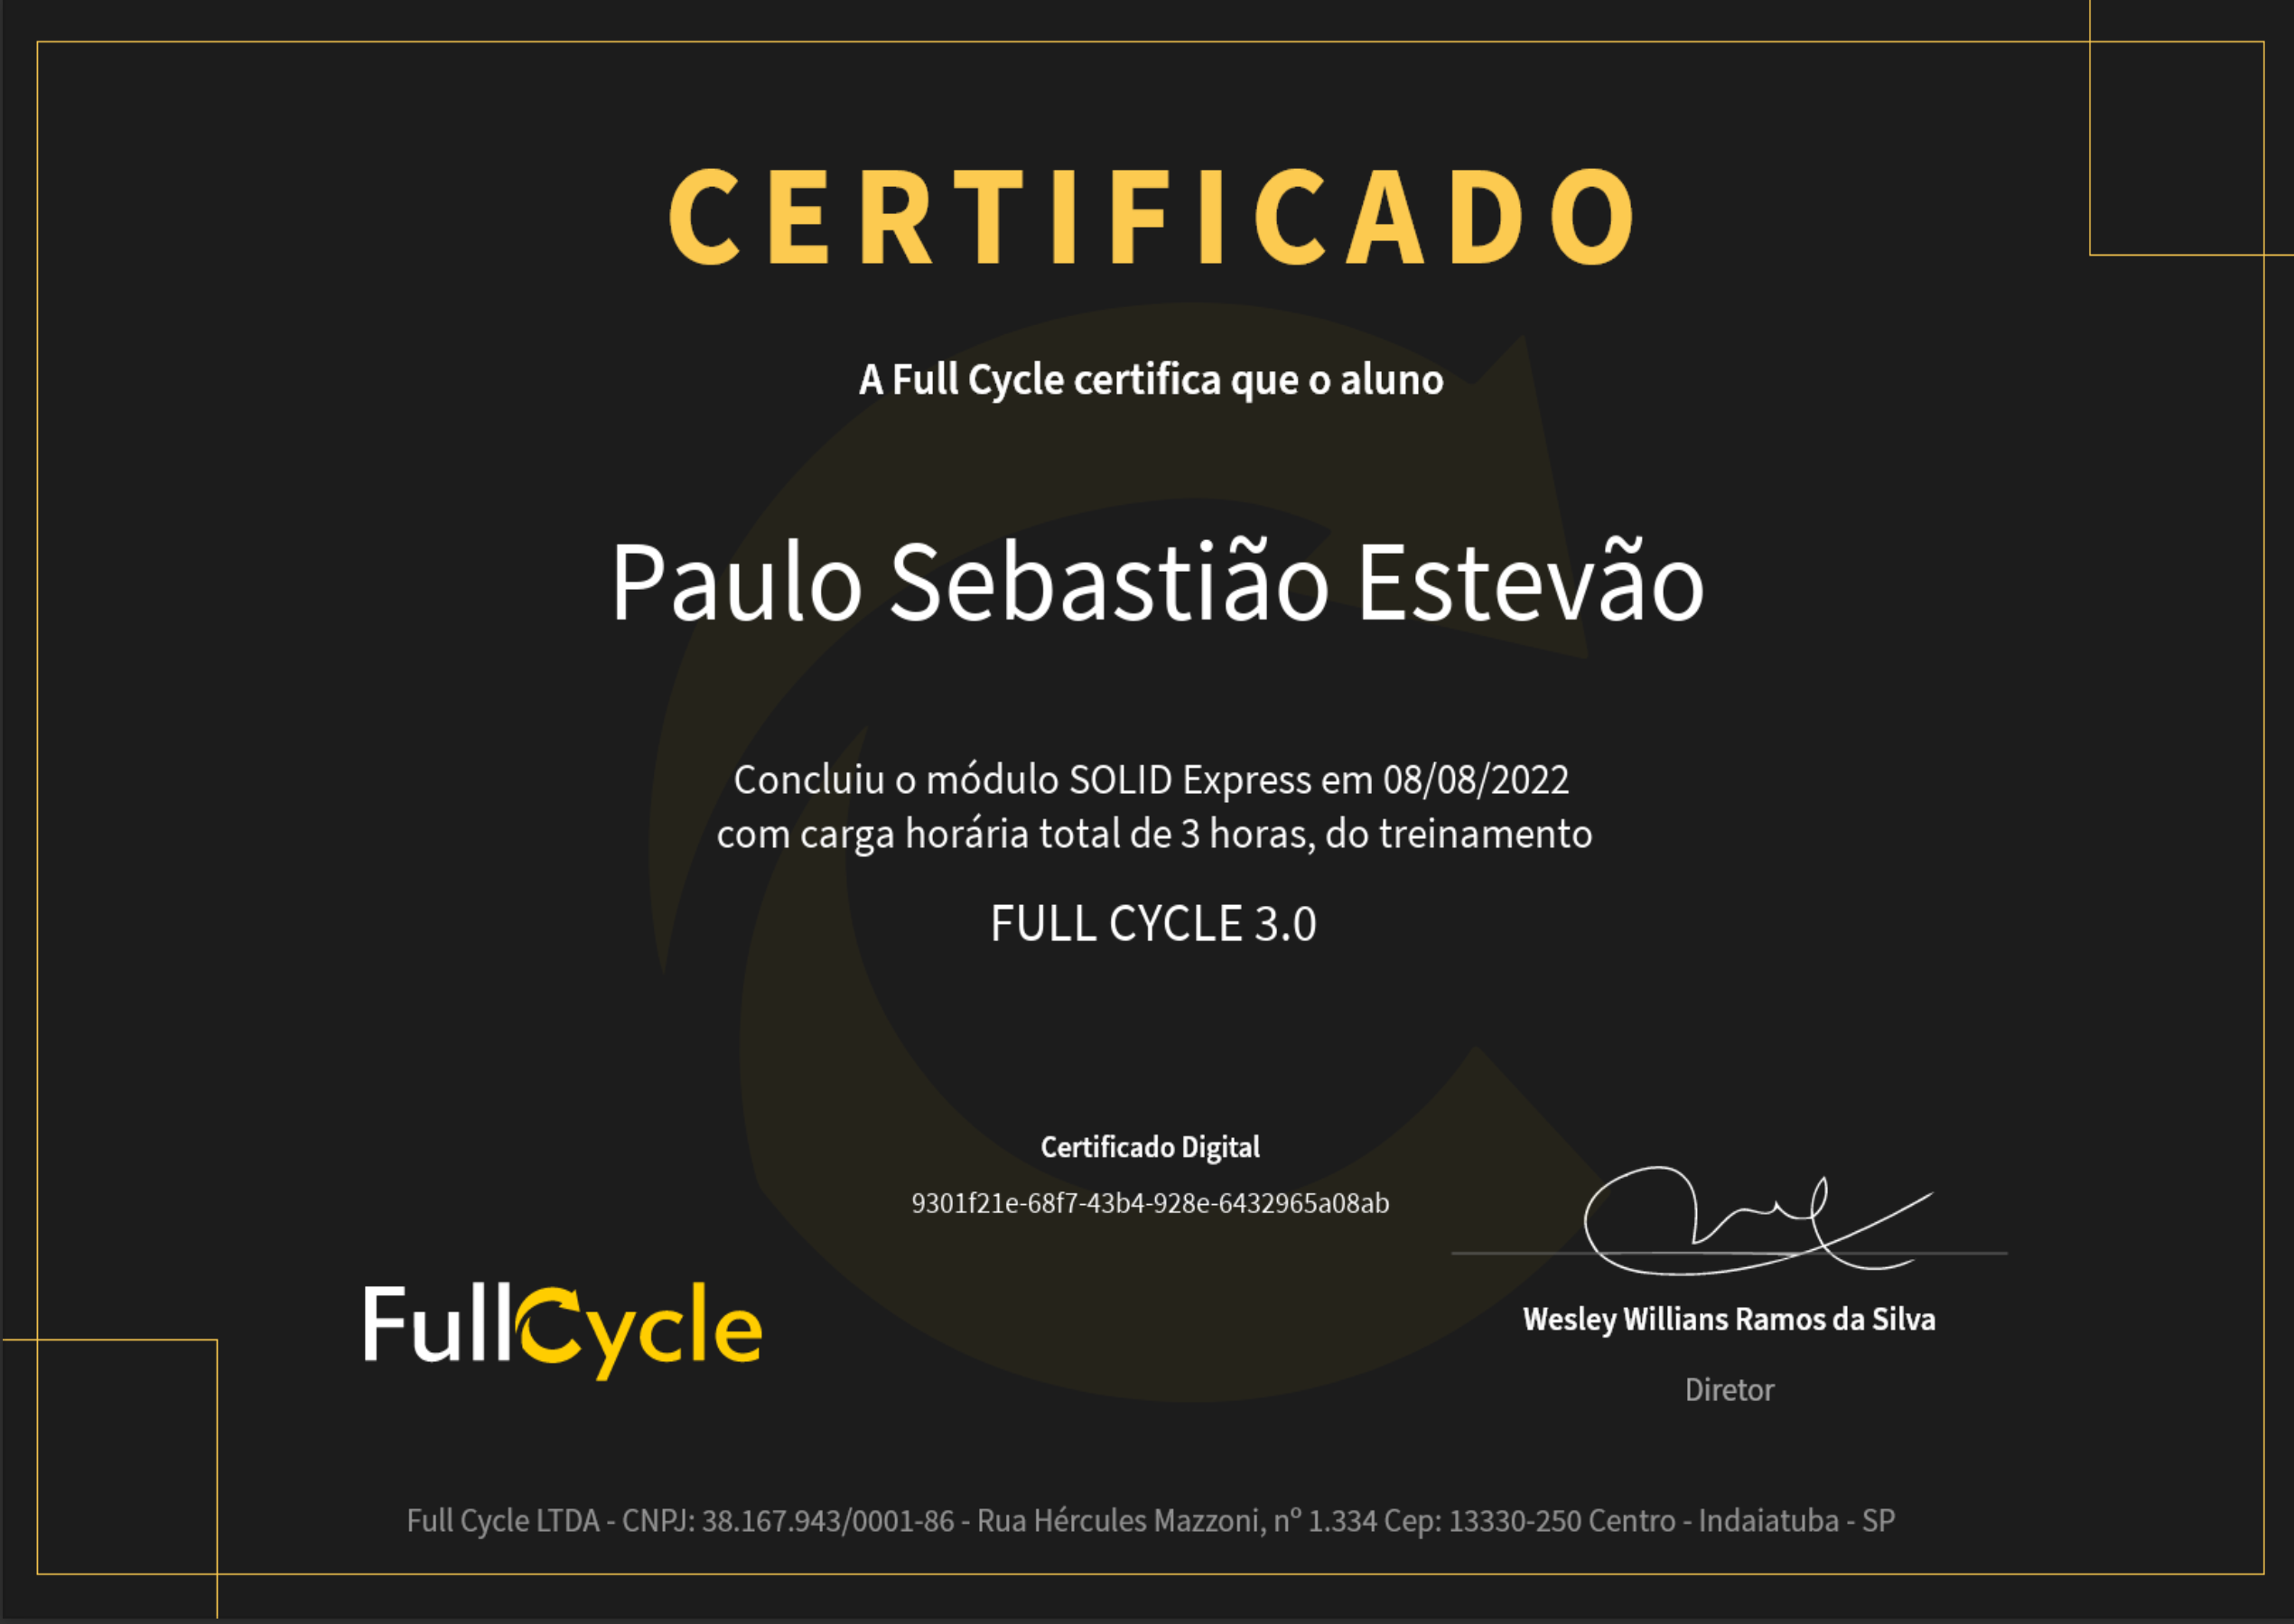 CERTIFICADO
A Full Cycle certifica que o aluno
Paulo Sebastião Estevão
Concluiu o módulo SOLID Express em 08/08/2022
com carga horária total de 3 horas, do treinamento
FULL CYCLE 3.0
Certificado Digital
9301f21e-68f7-43b4-928e-6432965a08ab
FullCycle
Wesley Willians Ramos da Silva
Diretor
Full Cycle LTDA - CNPJ: 38.167.943/0001-86 - Rua Hércules Mazzoni, nº 1.334 Cep: 13330-250 Centro - Indaiatuba - SP